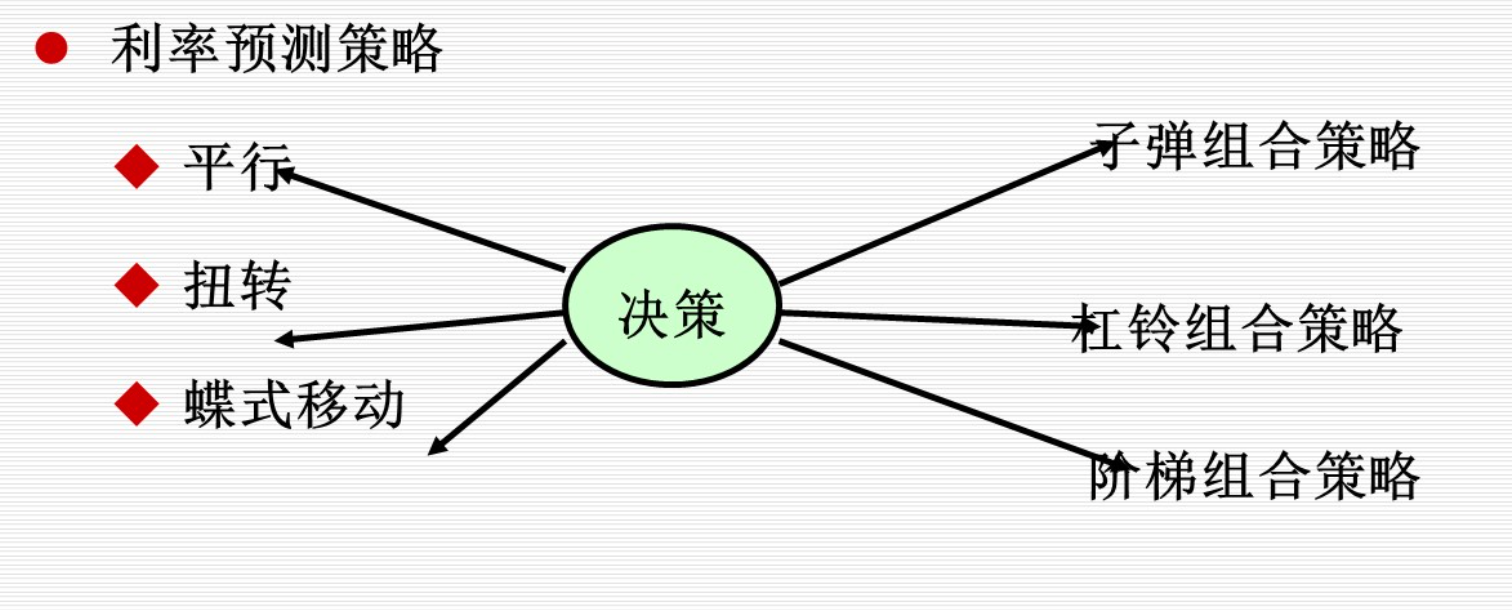 利率预测策略
平行
扭转
蝶式移动
决策
子弹组合策略
杠铃组合策略
阶梯组合策略